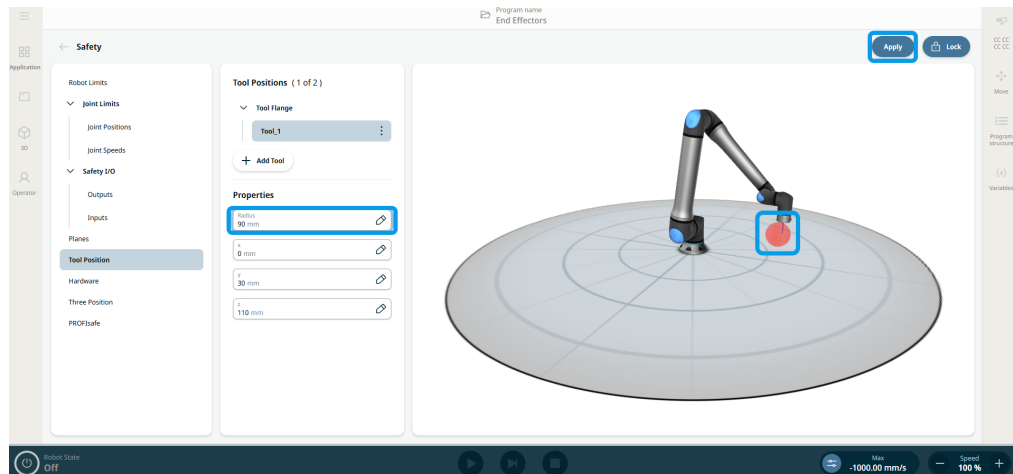 Program name
End Effectors
Safety
Apply
Lock
Application
3D
Operator
Robot Limits
Joint Limits
Joint Positions
Joint Speeds
Safety I/O
Outputs
Inputs
Planes
Tool Position
Hardware
Three Position
PROFIsafe
Tool Positions ( 1 of 2 )
Tool Flange
Tool_1
Add Tool
Properties
Radius
90 mm
x
0 mm
y
30 mm
z
110 mm
CC CC
CC CC
Move
Program
structure
Variables
Robot State
Off
Max
-1000.00 mm/s
Speed
100 %